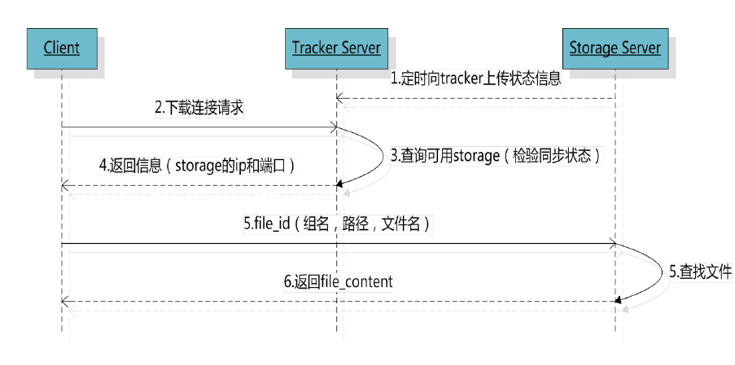 Client
Tracker Server
Storage Server
1.定时向tracker上传状态信息
2.下载连接请求
3.查询可用storage（检验同步状态）
4.返回信息（storage的ip和端口）
5.file_id（组名，路径，文件名）
5.查找文件
6.返回file_content